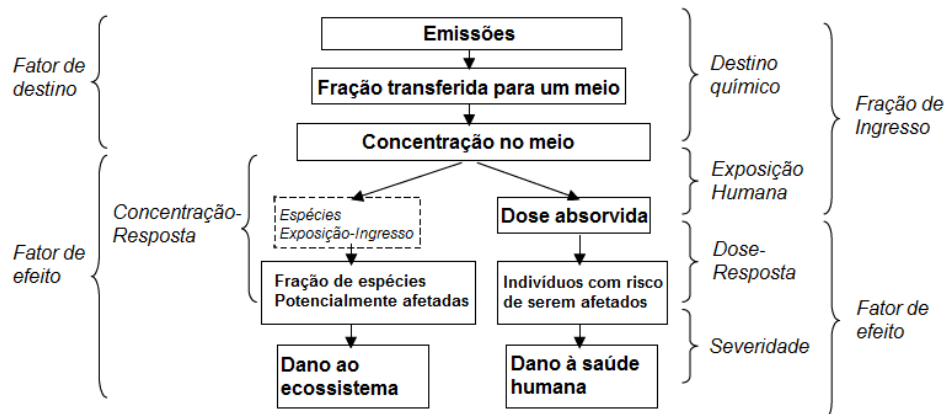 Emissões
Fator de
destino
Destino
químico
Fração transferida para um meio
Fração de
Ingresso
Concentração no meio
Exposição
Humana
Concentração-
Resposta
Espécies
Exposição-Ingresso
Dose absorvida
Fator de
efeito
Dose-
Resposta
Fração de espécies
Potencialmente afetadas
Indivíduos com risco
de serem afetados
Fator de
efeito
Severidade
Dano ao
ecossistema
Dano à saúde
humana